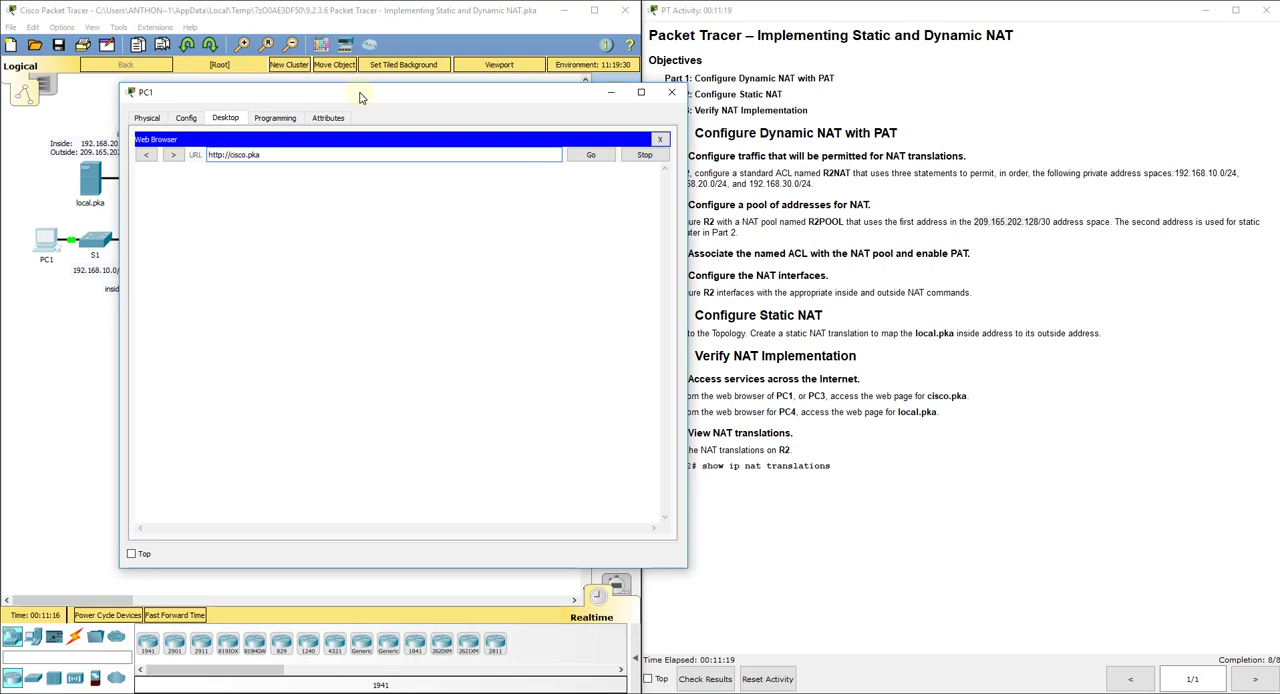 Cisco Packet Tracer - C:\Users\ANTHON~1\AppData\Local\Temp\7zO0AE3DF50\9.2.3.6 Packet Tracer - Implementing Static and Dynamic NAT.pka
File Edit Options View Tools Extensions Help
Logical Back [Root] New Cluster Move Object Set Tiled Background Viewport Environment: 11:19:30
Inside: 192.168.20
Outside: 209.165.202
local.pka
PC1
S1
192.168.10.0/
insid
PC1
Physical Config Desktop Programming Attributes
Web Browser X
< > URL http://cisco.pka Go Stop
Top
Time: 00:11:16 Power Cycle Devices Fast Forward Time Realtime
1941 2901 2911 819IOX 819HGW 829 1240 4321 Generic Generic 1841 2620XM 2621XM 2811
1941
PT Activity: 00:11:19
Packet Tracer – Implementing Static and Dynamic NAT
Objectives
Part 1: Configure Dynamic NAT with PAT
2: Configure Static NAT
3: Verify NAT Implementation
Configure Dynamic NAT with PAT
Configure traffic that will be permitted for NAT translations.
, configure a standard ACL named R2NAT that uses three statements to permit, in order, the following private address spaces:192.168.10.0/24,
68.20.0/24, and 192.168.30.0/24.
Configure a pool of addresses for NAT.
ure R2 with a NAT pool named R2POOL that uses the first address in the 209.165.202.128/30 address space. The second address is used for static
ater in Part 2.
Associate the named ACL with the NAT pool and enable PAT.
Configure the NAT interfaces.
ure R2 interfaces with the appropriate inside and outside NAT commands.
Configure Static NAT
to the Topology. Create a static NAT translation to map the local.pka inside address to its outside address.
Verify NAT Implementation
Access services across the Internet.
om the web browser of PC1, or PC3, access the web page for cisco.pka.
om the web browser for PC4, access the web page for local.pka.
View NAT translations.
the NAT translations on R2.
2# show ip nat translations
Time Elapsed: 00:11:19 Completion: 8/8
Top Check Results Reset Activity < 1/1 >